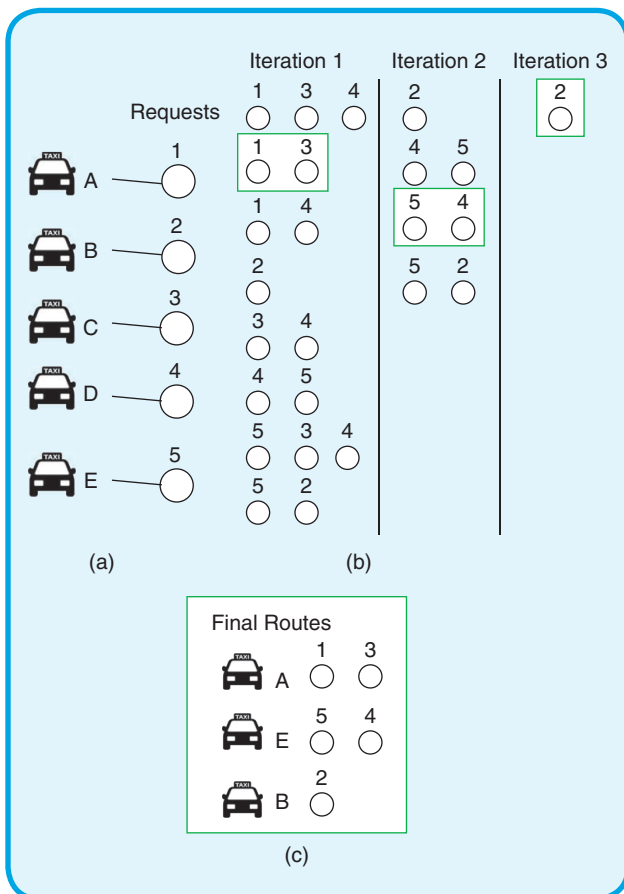 Iteration 1 Iteration 2 Iteration 3
Requests
1 3 4
2
2
1 3
4 5
TAXI A 1
5 4
1 4
TAXI B 2
2
5 2
TAXI C 3
3 4
TAXI D 4
4 5
5 3 4
TAXI E 5
5 2
(a) (b)
Final Routes
TAXI A 1 3
TAXI E 5 4
TAXI B 2
(c)